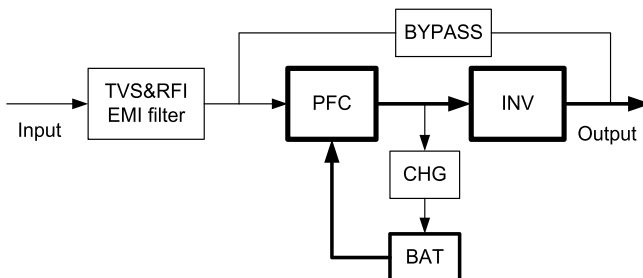 BYPASS
TVS&RFI
EMI filter
PFC
INV
Input
Output
CHG
BAT